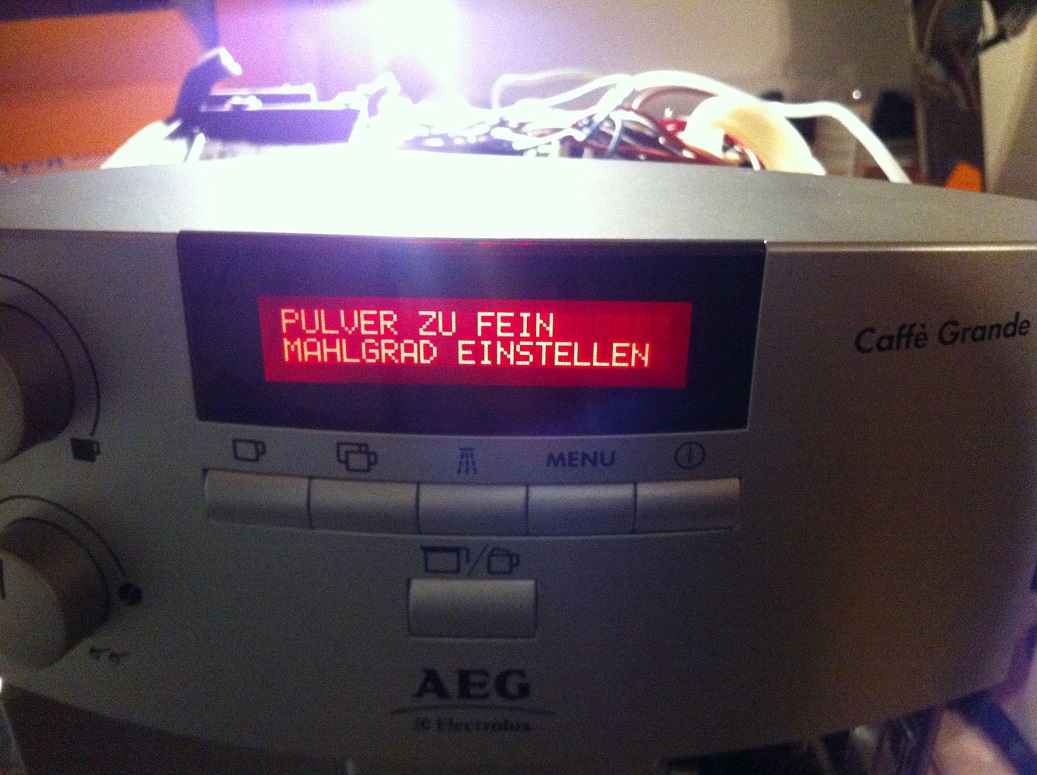 PULVER ZU FEIN
MAHLGRAD EINSTELLEN
Caffè Grande
MENU
AEG
Electrolux